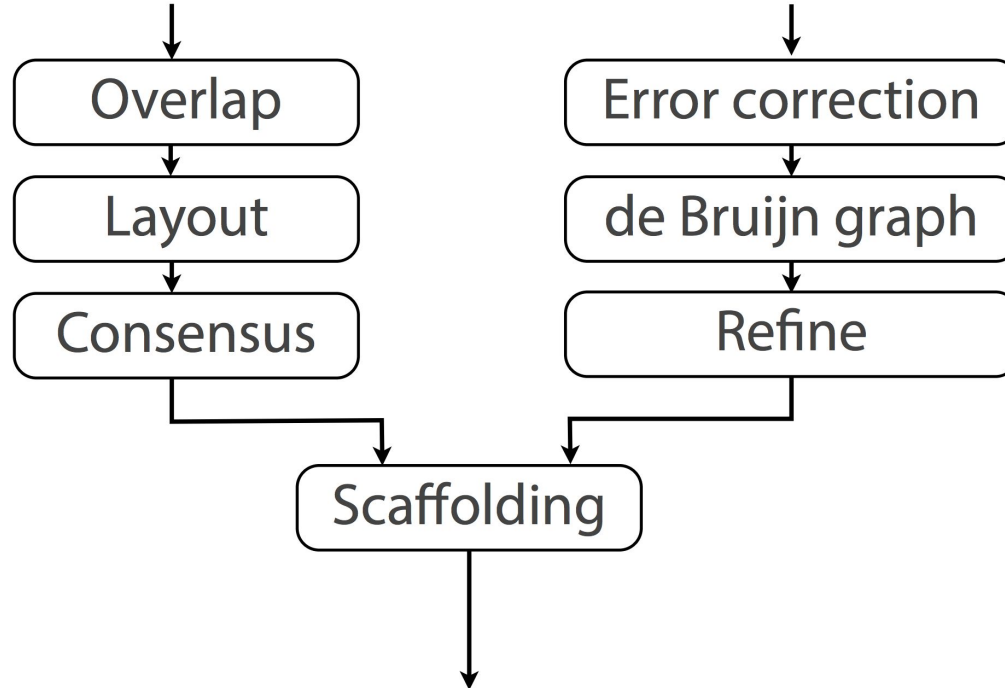 Overlap
Layout
Consensus
Error correction
de Bruijn graph
Refine
Scaffolding